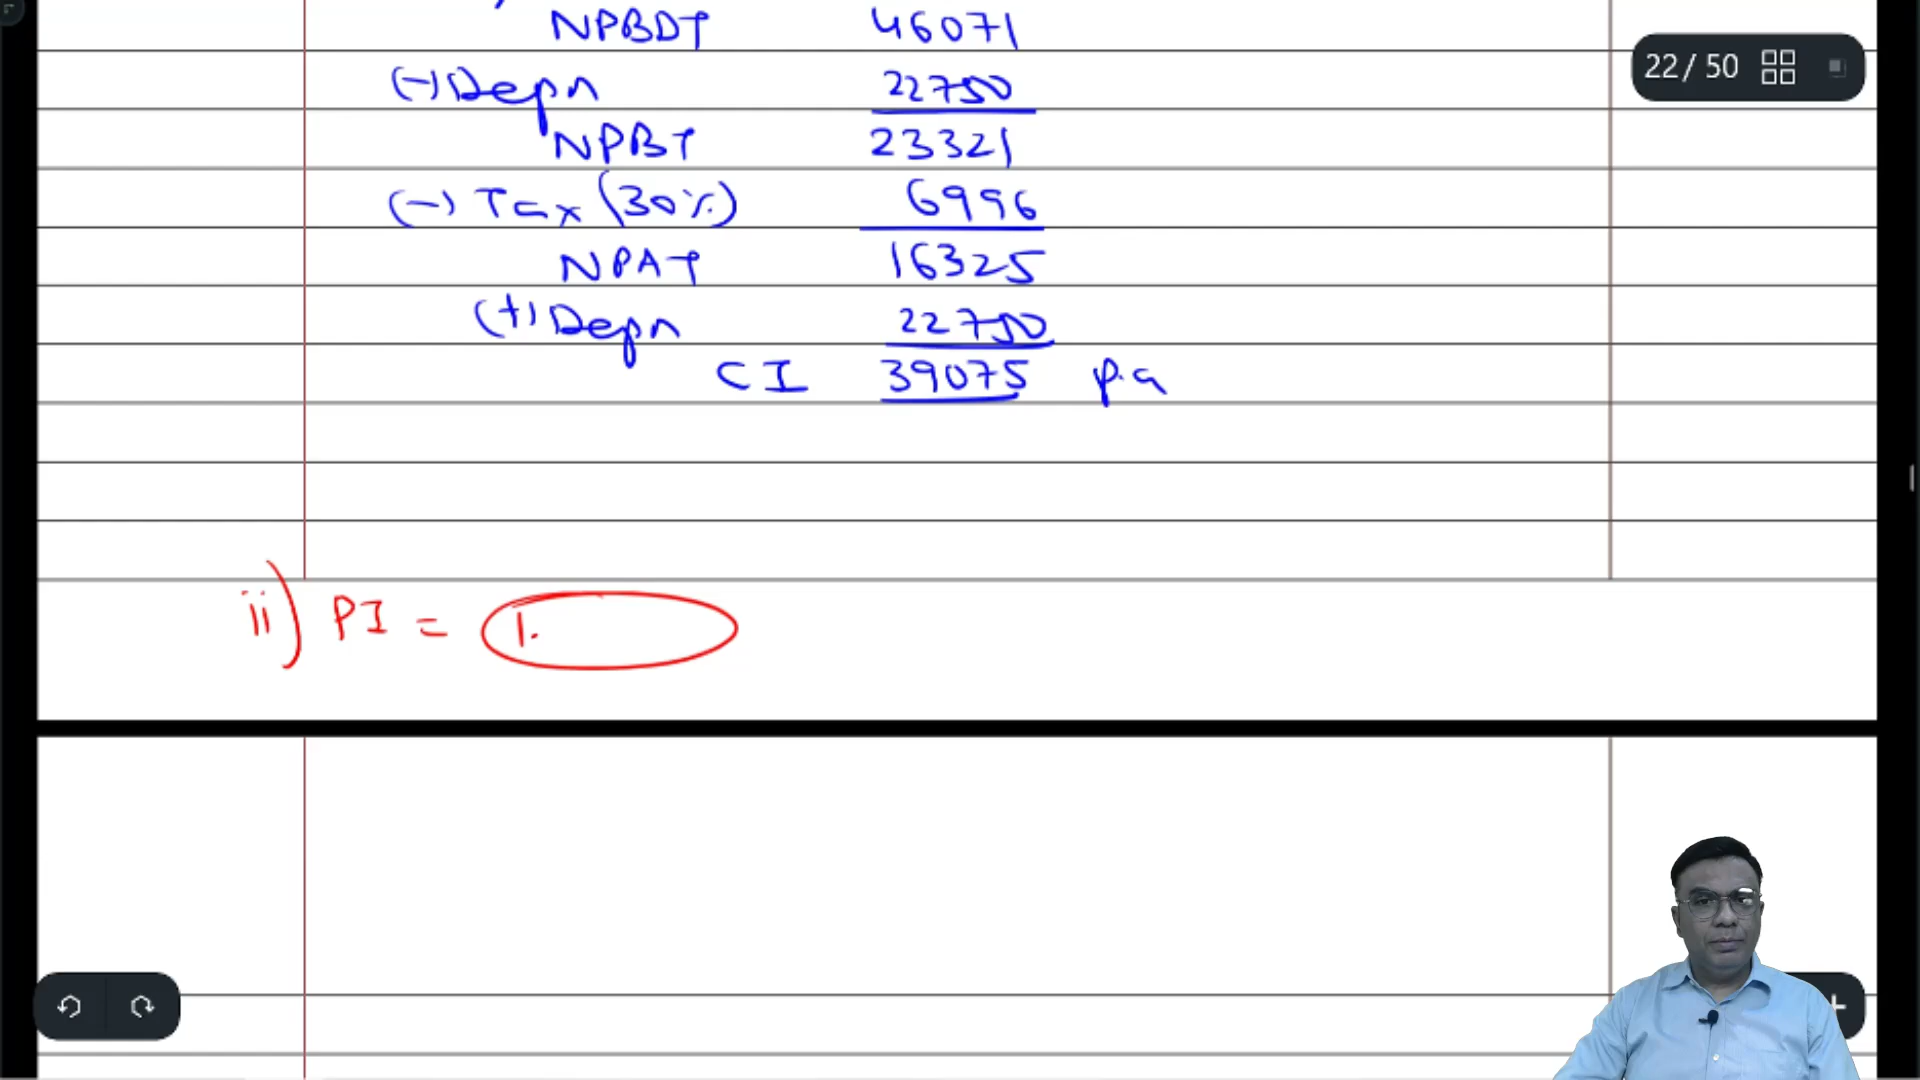 NPBDT 46071
22/50
(-) Depn 22750
NPBT 23321
(-) Tax (30%) 6996
NPAT 16325
(+) Depn 22750
CI 39075 p.a
ii) PI = 1.